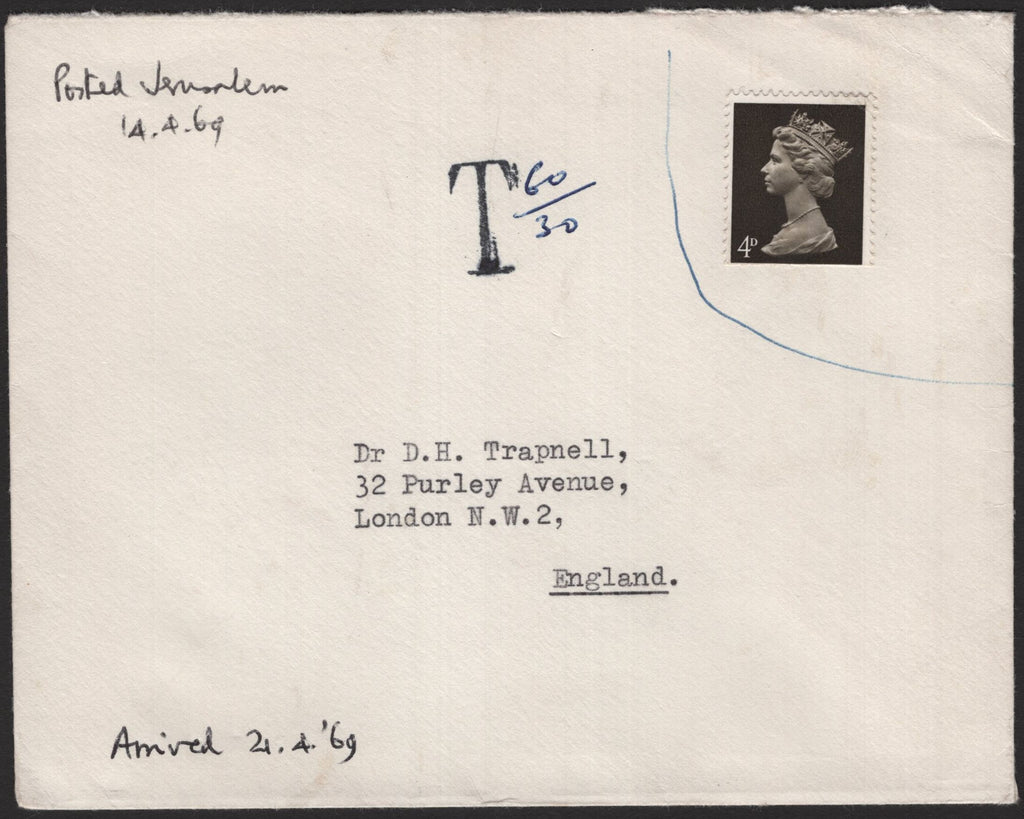 Posted Jerusalem
14.4.69
T 60/30
4D
Dr D.H. Trapnell,
32 Purley Avenue,
London N.W.2,
England.
Arrived 21.4.'69